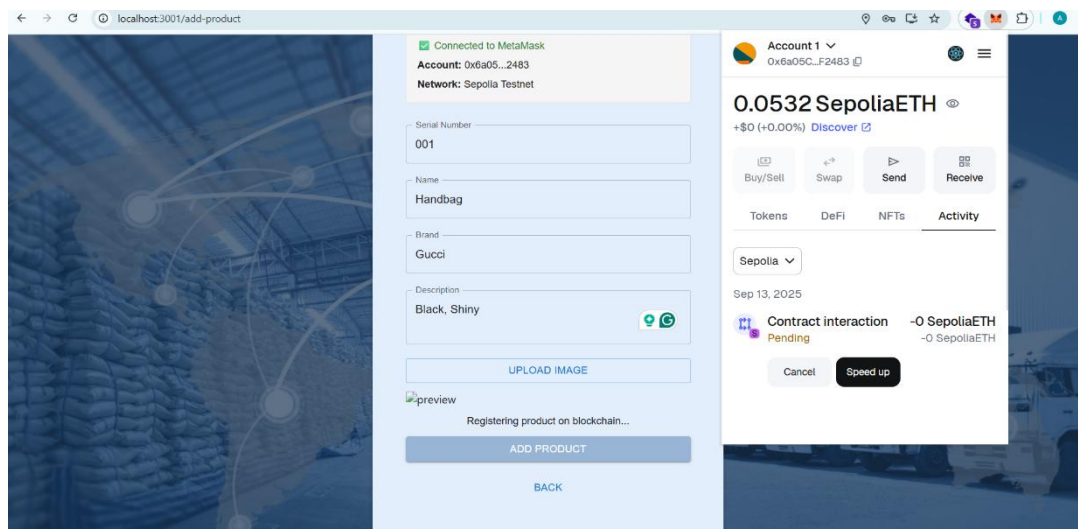 localhost:3001/add-product
Connected to MetaMask
Account: 0x6a05...2483
Network: Sepolia Testnet
Serial Number
001
Name
Handbag
Brand
Gucci
Description
Black, Shiny
UPLOAD IMAGE
preview
Registering product on blockchain...
ADD PRODUCT
BACK
Account 1
0x6a05C...F2483
0.0532 SepoliaETH
+$0 (+0.00%) Discover
Buy/Sell Swap Send Receive
Tokens DeFi NFTs Activity
Sepolia
Sep 13, 2025
Contract interaction -0 SepoliaETH
Pending -0 SepoliaETH
S
Cancel Speed up
A